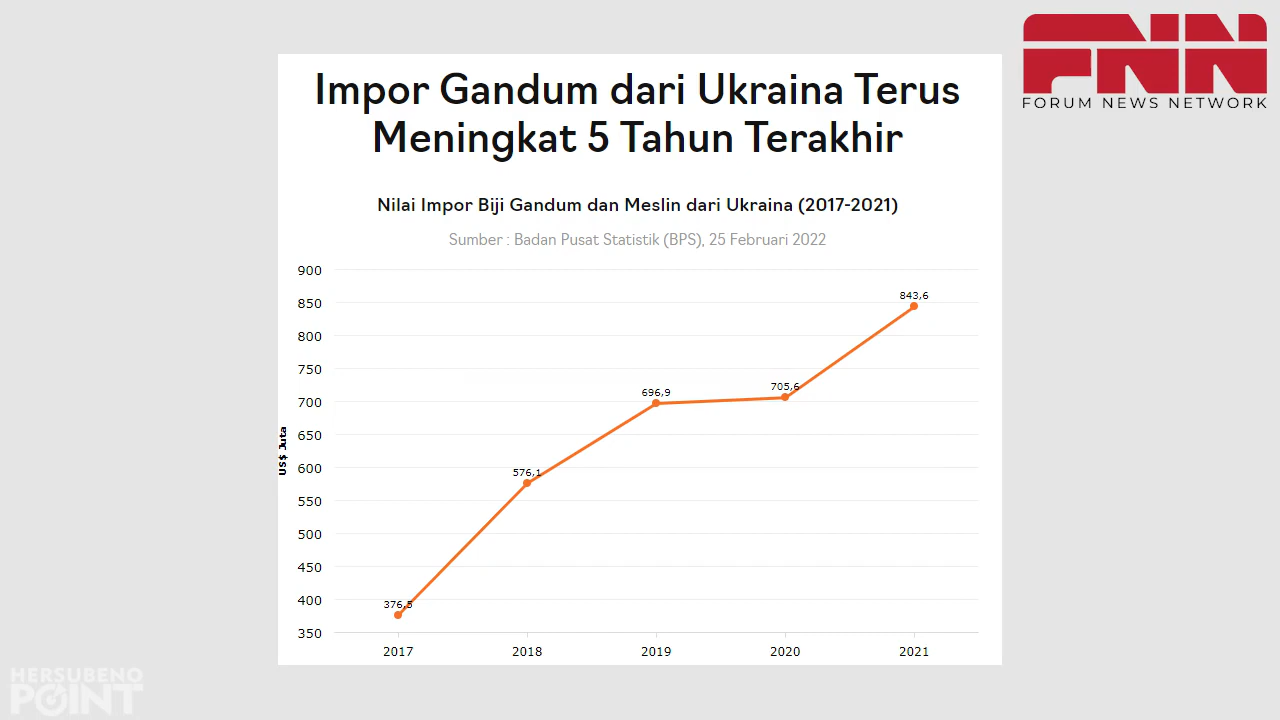 FNN
FORUM NEWS NETWORK
Impor Gandum dari Ukraina Terus
Meningkat 5 Tahun Terakhir
Nilai Impor Biji Gandum dan Meslin dari Ukraina (2017-2021)
Sumber : Badan Pusat Statistik (BPS), 25 Februari 2022
US$ Juta
900
850
800
750
700
650
600
550
500
450
400
350
376,5
576,1
696,9
705,6
843,6
2017
2018
2019
2020
2021
HERSUBENO
POINT